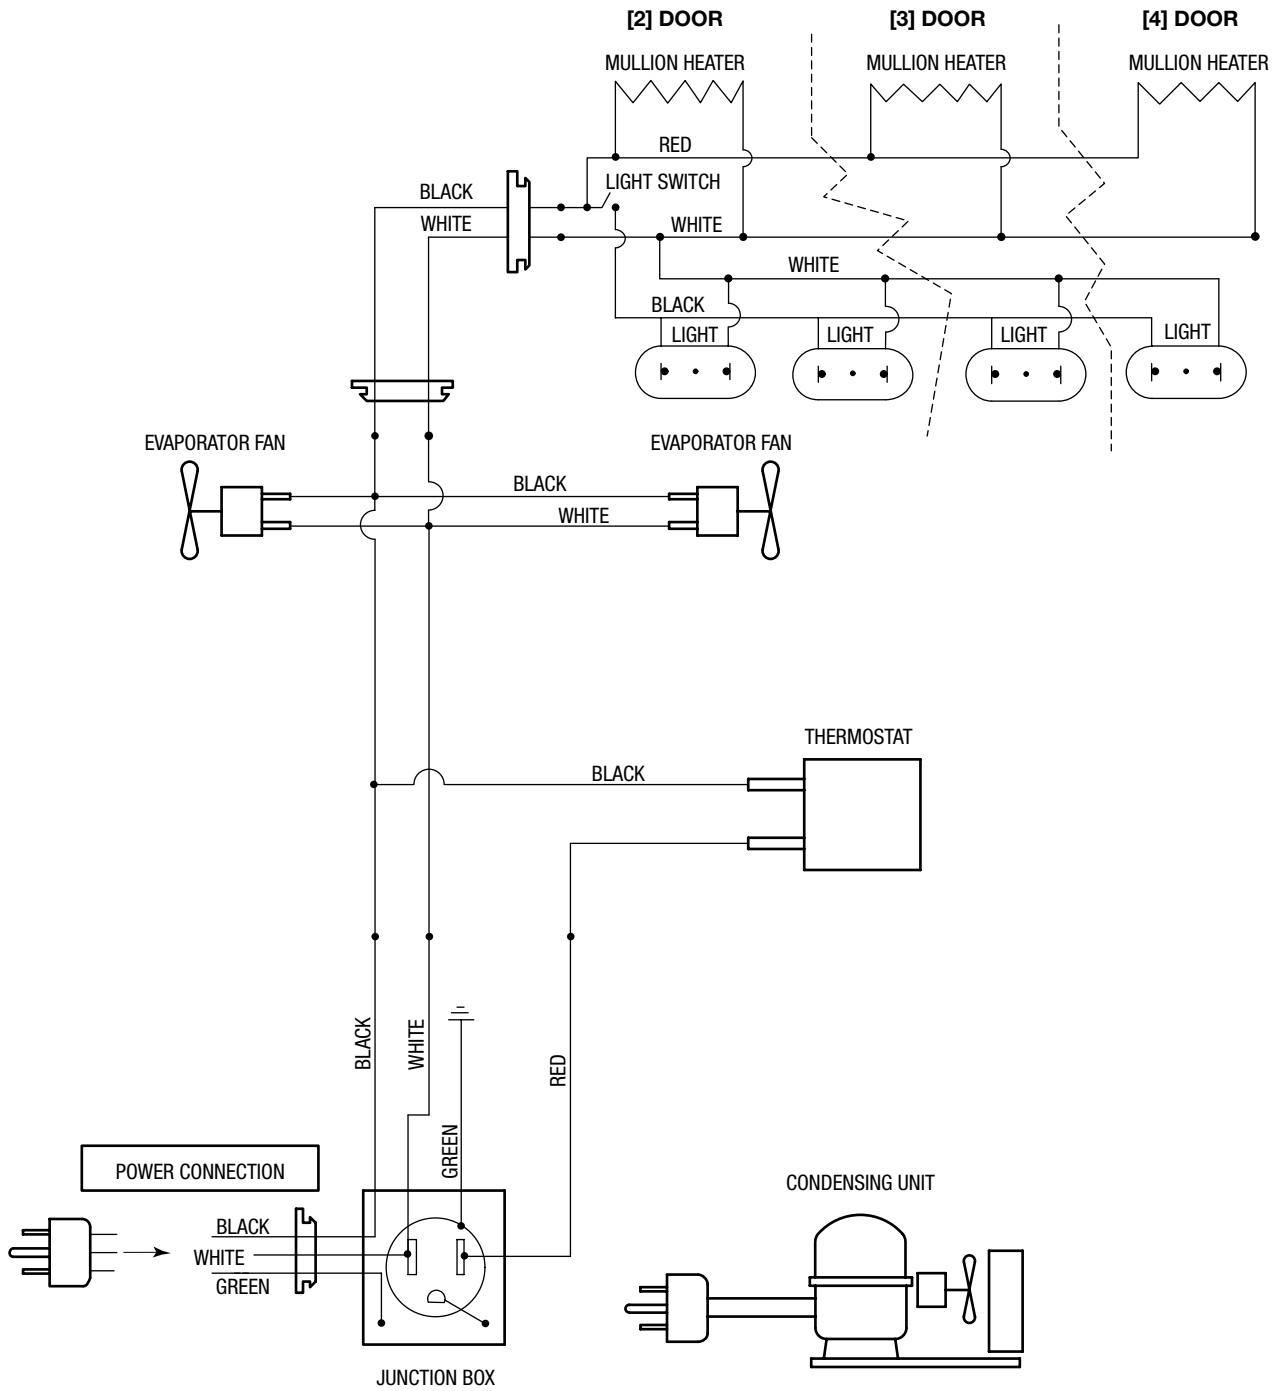 [2] DOOR
[3] DOOR
[4] DOOR
MULLION HEATER
MULLION HEATER
MULLION HEATER
RED
BLACK
LIGHT SWITCH
WHITE
WHITE
WHITE
BLACK
LIGHT
LIGHT
LIGHT
LIGHT
EVAPORATOR FAN
EVAPORATOR FAN
BLACK
WHITE
THERMOSTAT
BLACK
BLACK
WHITE
RED
GREEN
POWER CONNECTION
CONDENSING UNIT
BLACK
WHITE
GREEN
JUNCTION BOX